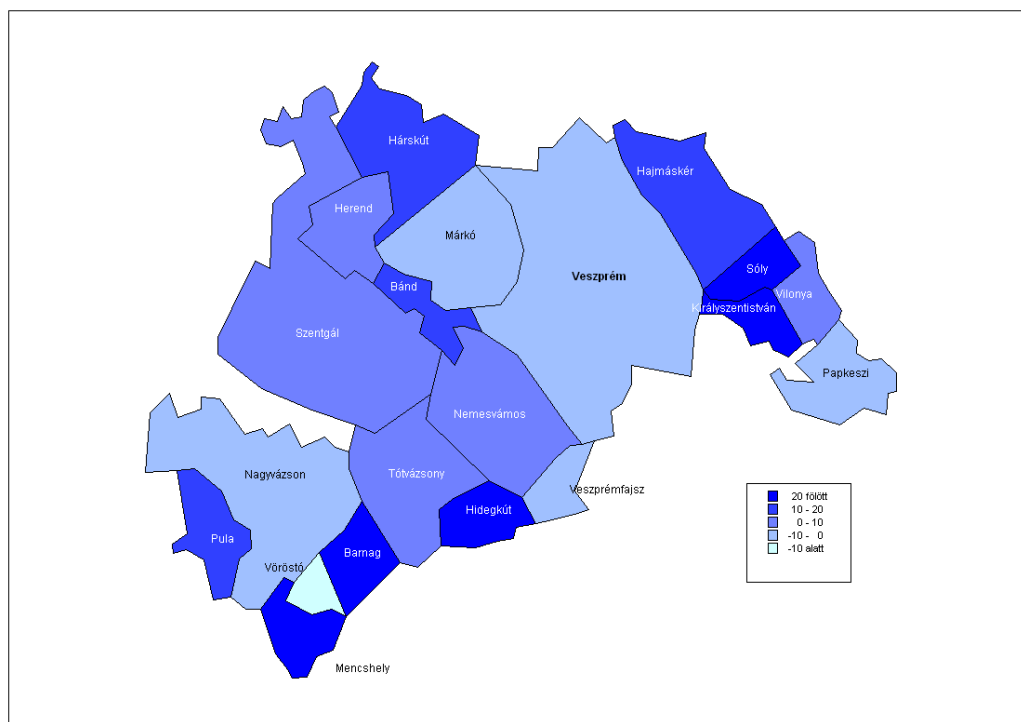 Hárskút
Hajmáskér
Herend
Márkó
Sóly
Veszprém
Bánd
Vilonya
Királyszentistván
Szentgál
Papkeszi
Nemesvámos
Nagyvázson
Tótvázsony
Veszprémfajsz
Hidegkút
Pula
Barnag
Vöröstó
Mencshely
20 fölött
10 - 20
0 - 10
-10 - 0
-10 alatt